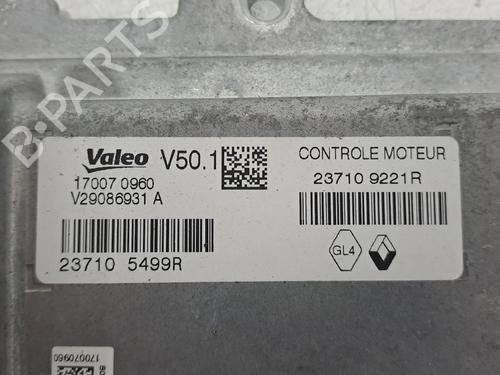 Valeo V50.1
17007 0960
V29086931 A
23710 5499R
CONTROLE MOTEUR
23710 9221R
GL4
170070960
B-PARTS